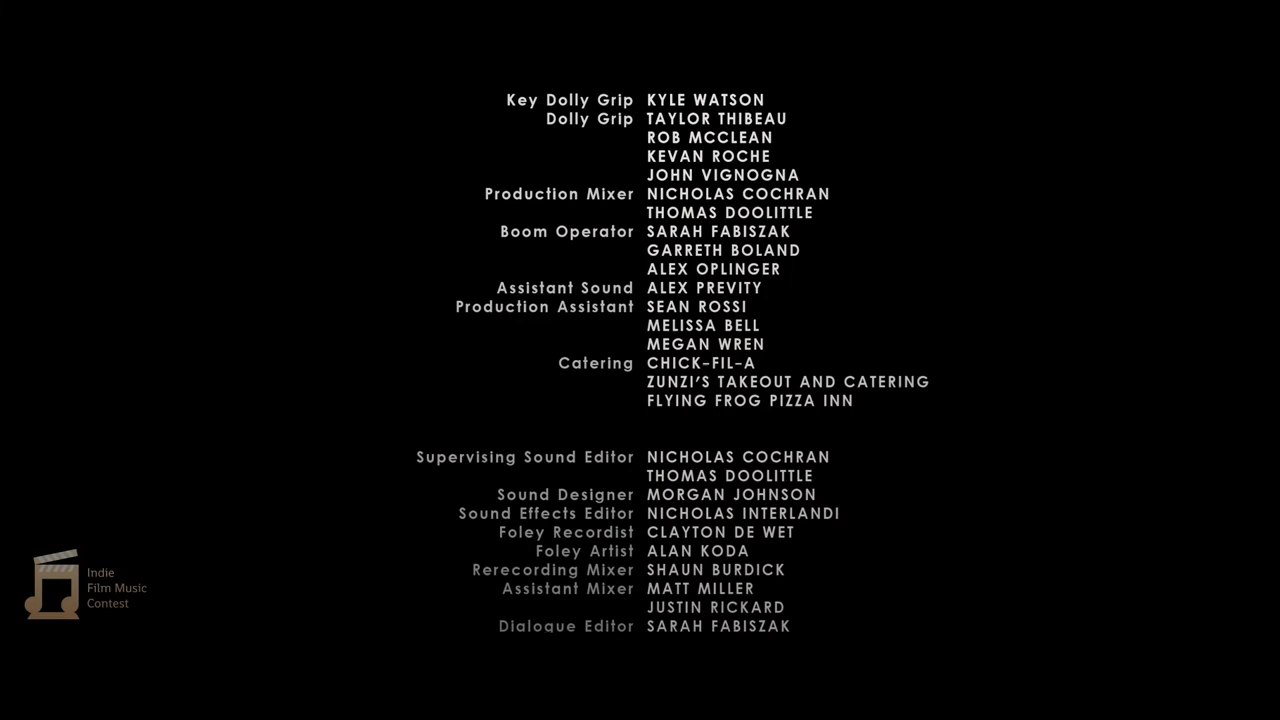 Key Dolly Grip KYLE WATSON
Dolly Grip TAYLOR THIBEAU
ROB MCCLEAN
KEVAN ROCHE
JOHN VIGNOGNA
Production Mixer NICHOLAS COCHRAN
THOMAS DOOLITTLE
Boom Operator SARAH FABISZAK
GARRETH BOLAND
ALEX OPLINGER
Assistant Sound ALEX PREVITY
Production Assistant SEAN ROSSI
MELISSA BELL
MEGAN WREN
Catering CHICK-FIL-A
ZUNZI'S TAKEOUT AND CATERING
FLYING FROG PIZZA INN
Supervising Sound Editor NICHOLAS COCHRAN
THOMAS DOOLITTLE
Sound Designer MORGAN JOHNSON
Sound Effects Editor NICHOLAS INTERLANDI
Foley Recordist CLAYTON DE WET
Foley Artist ALAN KODA
Rerecording Mixer SHAUN BURDICK
Assistant Mixer MATT MILLER
JUSTIN RICKARD
Dialogue Editor SARAH FABISZAK
Indie
Film Music
Contest